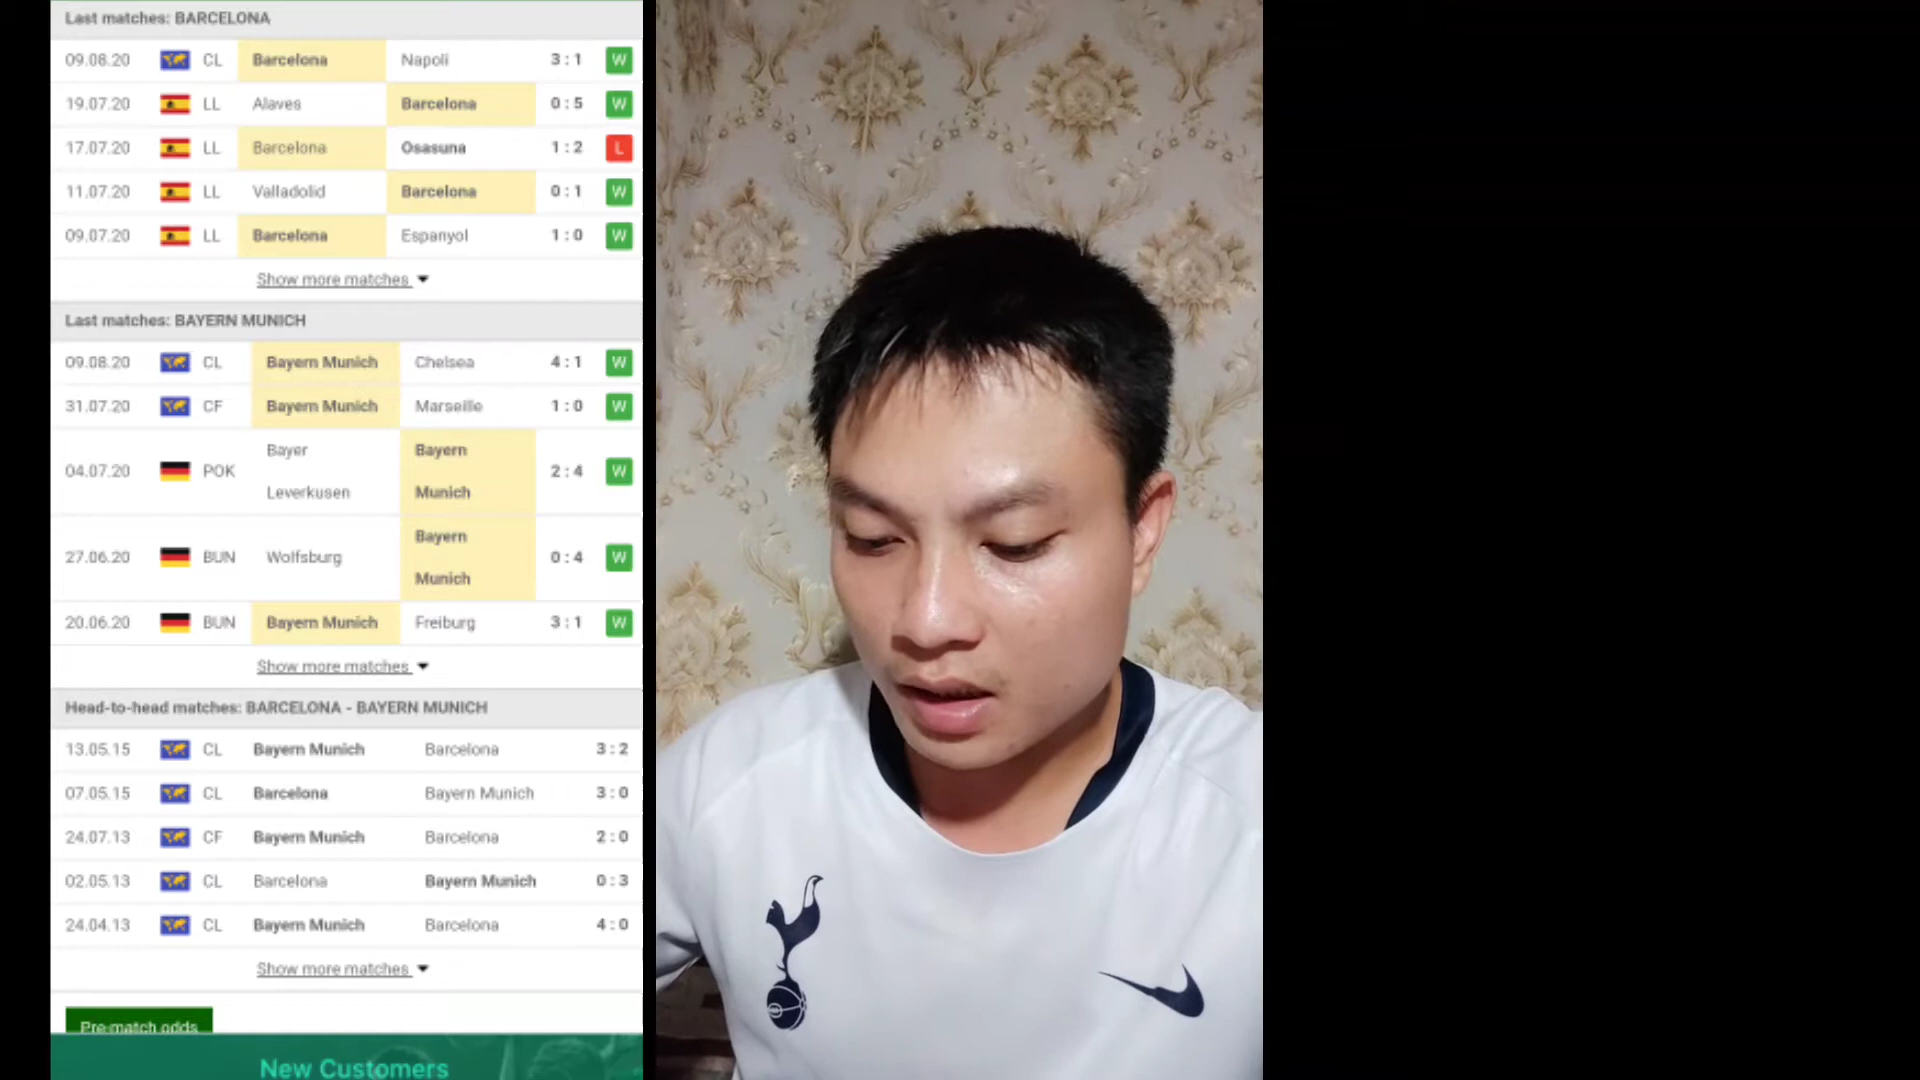 Last matches: BARCELONA
09.08.20 CL Barcelona Napoli 3 : 1 W
19.07.20 LL Alaves Barcelona 0 : 5 W
17.07.20 LL Barcelona Osasuna 1 : 2 L
11.07.20 LL Valladolid Barcelona 0 : 1 W
09.07.20 LL Barcelona Espanyol 1 : 0 W
Show more matches
Last matches: BAYERN MUNICH
09.08.20 CL Bayern Munich Chelsea 4 : 1 W
31.07.20 CF Bayern Munich Marseille 1 : 0 W
04.07.20 POK Bayer Leverkusen Bayern Munich 2 : 4 W
27.06.20 BUN Wolfsburg Bayern Munich 0 : 4 W
20.06.20 BUN Bayern Munich Freiburg 3 : 1 W
Show more matches
Head-to-head matches: BARCELONA - BAYERN MUNICH
13.05.15 CL Bayern Munich Barcelona 3 : 2
07.05.15 CL Barcelona Bayern Munich 3 : 0
24.07.13 CF Bayern Munich Barcelona 2 : 0
02.05.13 CL Barcelona Bayern Munich 0 : 3
24.04.13 CL Bayern Munich Barcelona 4 : 0
Show more matches
Pre-match odds
New Customers